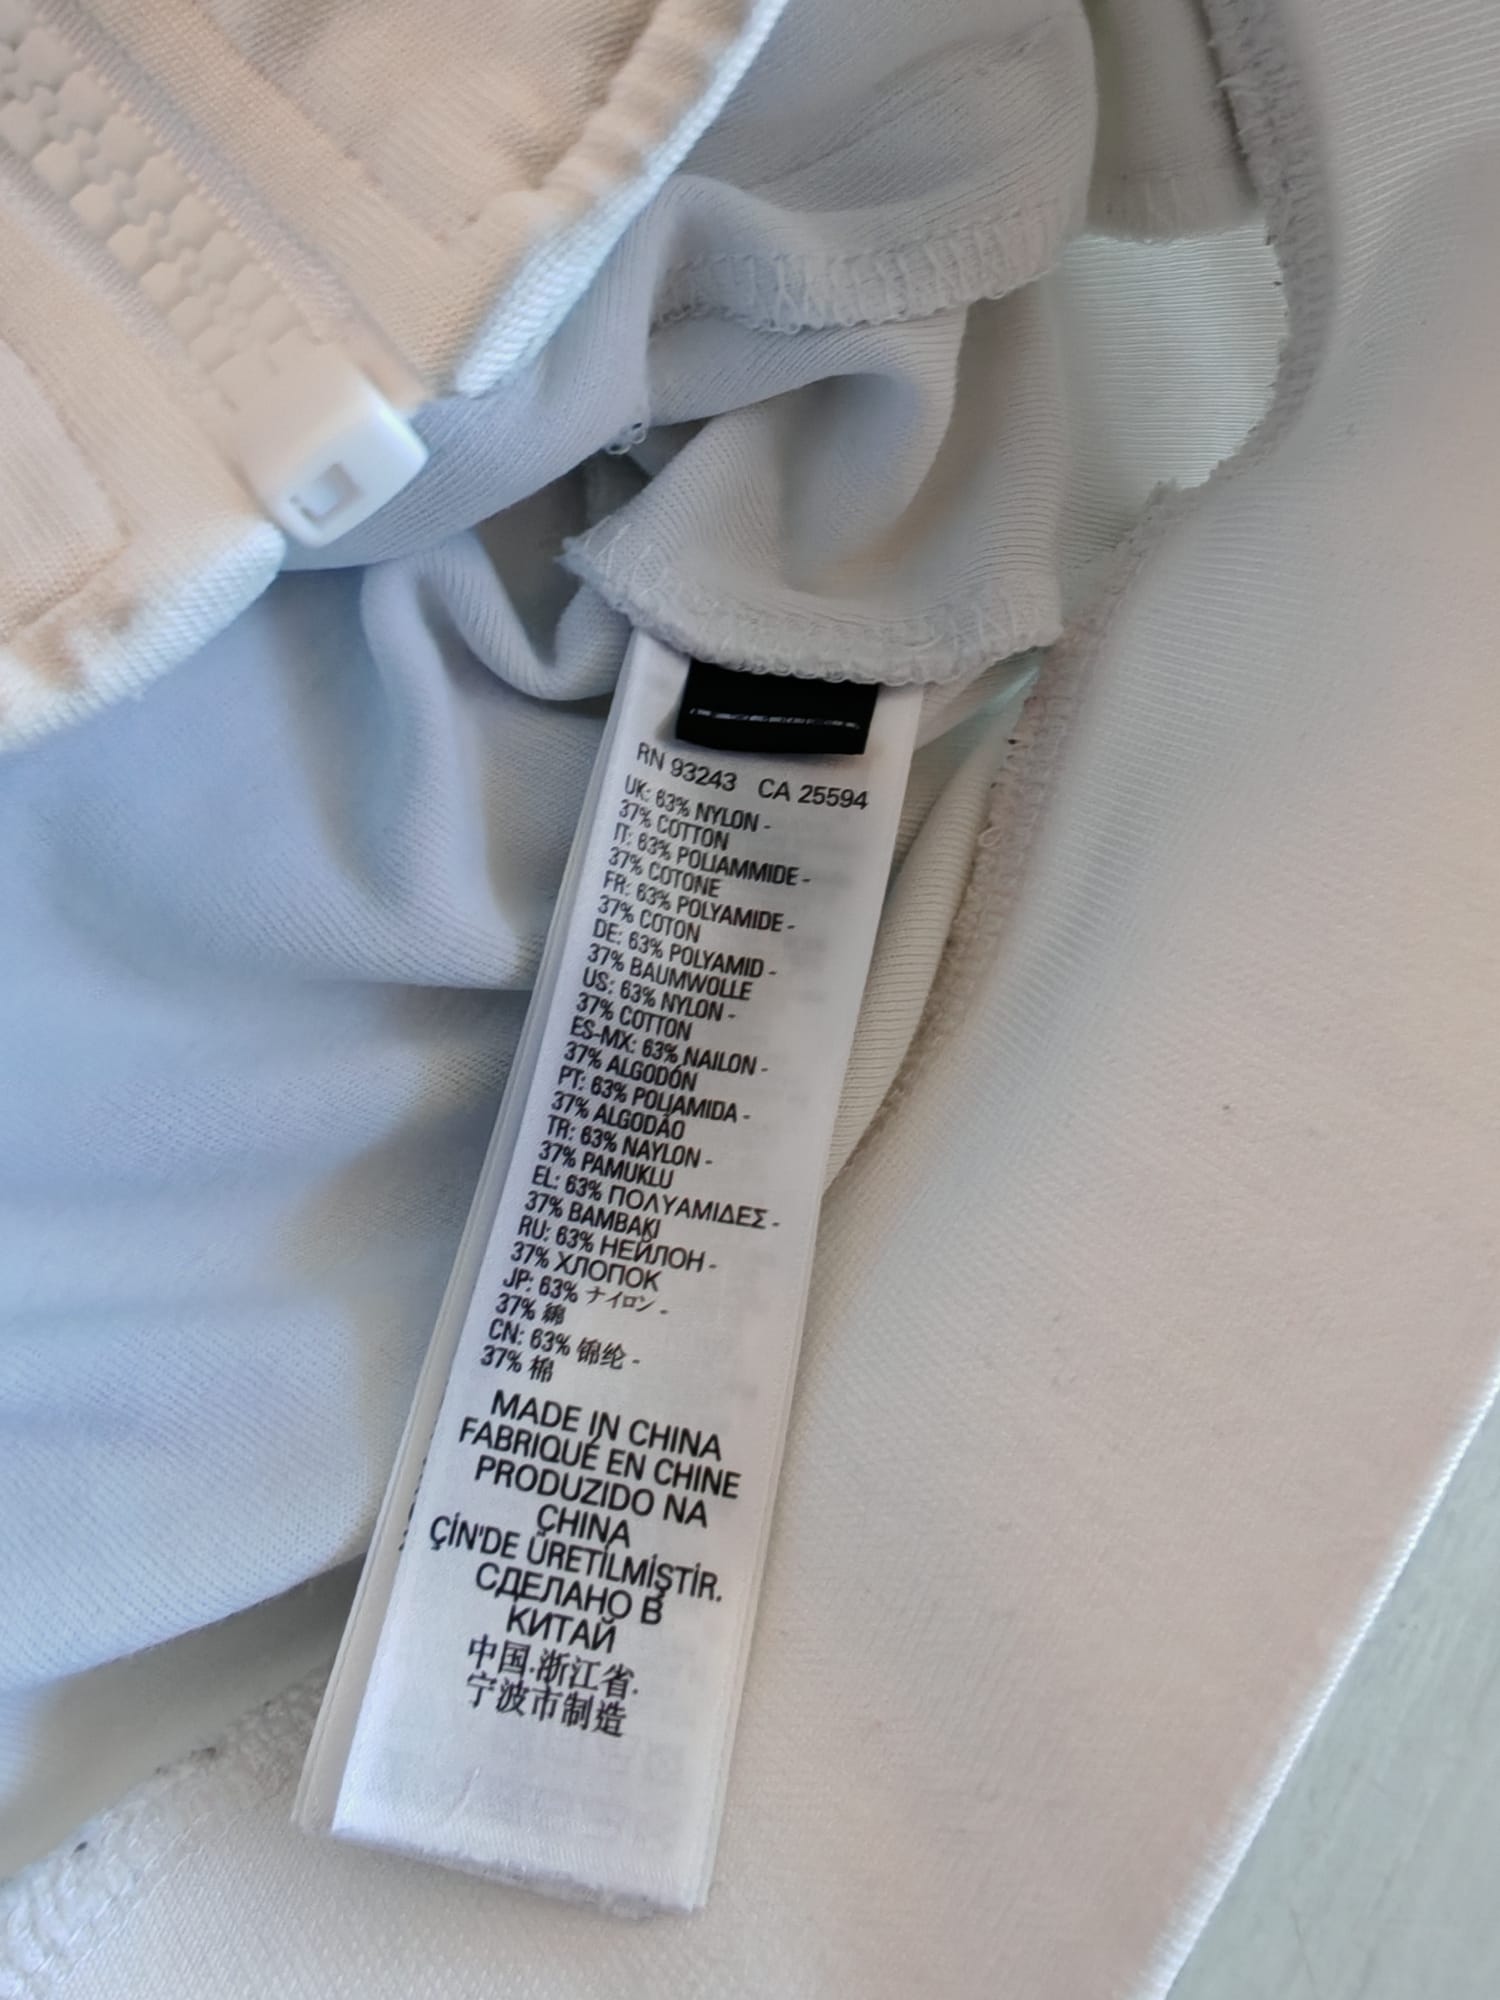 RN 93243 CA 25594
UK: 63% NYLON -
37% COTTON
IT: 63% POLIAMMIDE -
37% COTONE
FR: 63% POLYAMIDE -
37% COTON
DE: 63% POLYAMID -
37% BAUMWOLLE
US: 63% NYLON -
37% COTTON
ES-MX: 63% NAILON -
37% ALGODÓN
PT: 63% POLIAMIDA -
37% ALGODÃO
TR: 63% NAYLON -
37% PAMUKLU
EL: 63% ΠΟΛΥΑΜΙΔΕΣ -
37% ΒΑΜΒΑΚΙ
RU: 63% НЕЙЛОН -
37% ХЛОПОК
JP: 63% ナイロン -
37% 綿
CN: 63% 锦纶 -
37% 棉
MADE IN CHINA
FABRIQUÉ EN CHINE
PRODUZIDO NA
CHINA
ÇİN'DE ÜRETİLMİŞTİR.
СДЕЛАНО В
КИТАЙ
中国.浙江省.
宁波市制造